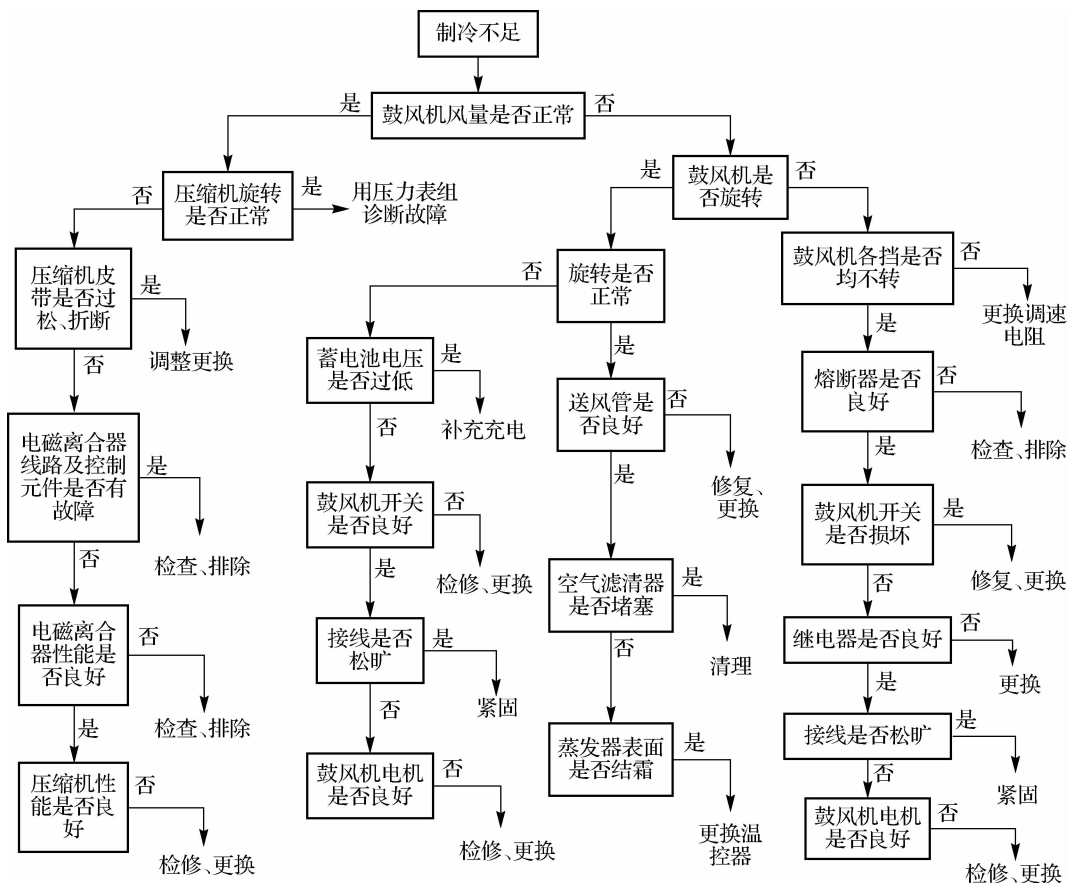 制冷不足
是
否
鼓风机风量是否正常
否
压缩机旋转
是否正常
是
用压力表组
诊断故障
是
鼓风机是
否旋转
否
压缩机皮
带是否过
松、折断
是
调整更换
否
否
旋转是否
正常
鼓风机各挡是否
均不转
否
更换调速
电阻
是
是
蓄电池电压
是否过低
是
补充充电
否
送风管是
否良好
否
修复、
更换
是
熔断器是否
良好
否
检查、排除
是
电磁离合器
线路及控制
元件是否有
故障
是
检查、排除
否
鼓风机开关
是否良好
否
检修、更换
是
空气滤清器
是否堵塞
是
清理
否
鼓风机开关
是否损坏
是
修复、更换
否
电磁离合
器性能是
否良好
否
检查、排除
是
接线是否
松旷
是
紧固
否
继电器是否良好
否
更换
是
压缩机性
能是否良
好
否
检修、更换
鼓风机电机
是否良好
否
检修、更换
蒸发器表面
是否结霜
是
更换温
控器
接线是否松旷
是
紧固
否
鼓风机电机
是否良好
否
检修、更换